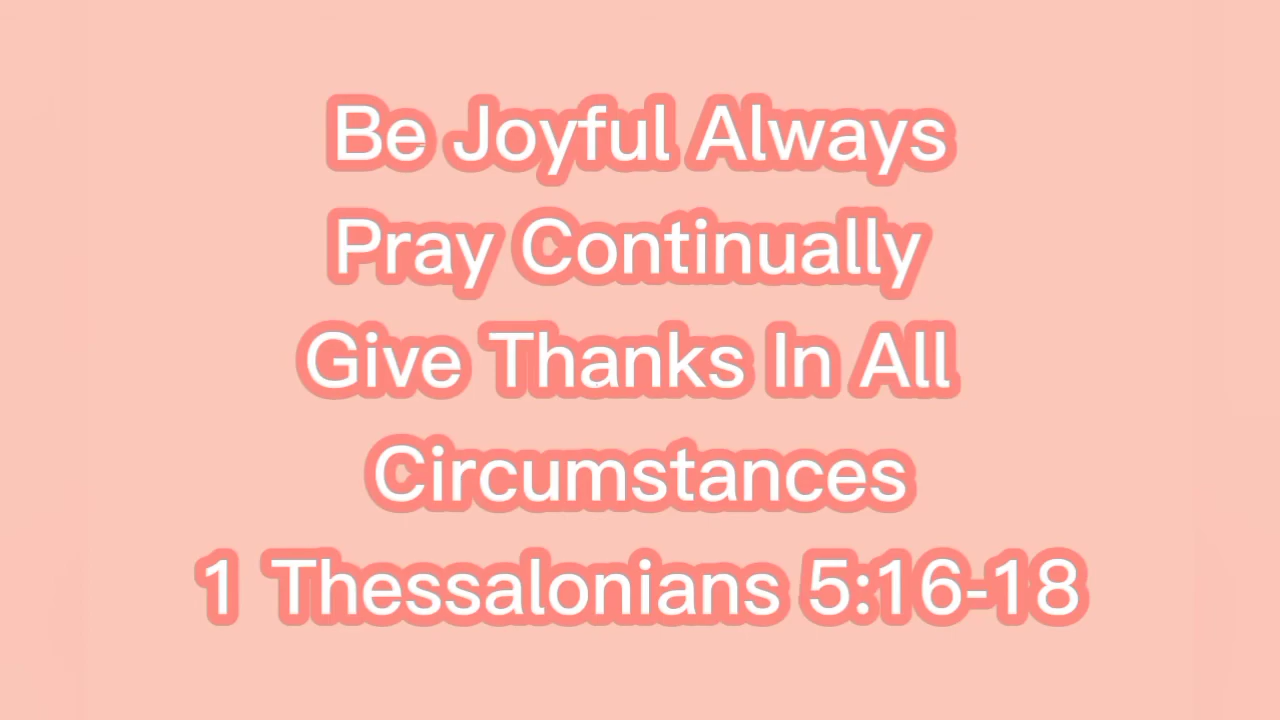 Be Joyful Always
Pray Continually
Give Thanks In All
Circumstances
1 Thessalonians 5:16-18